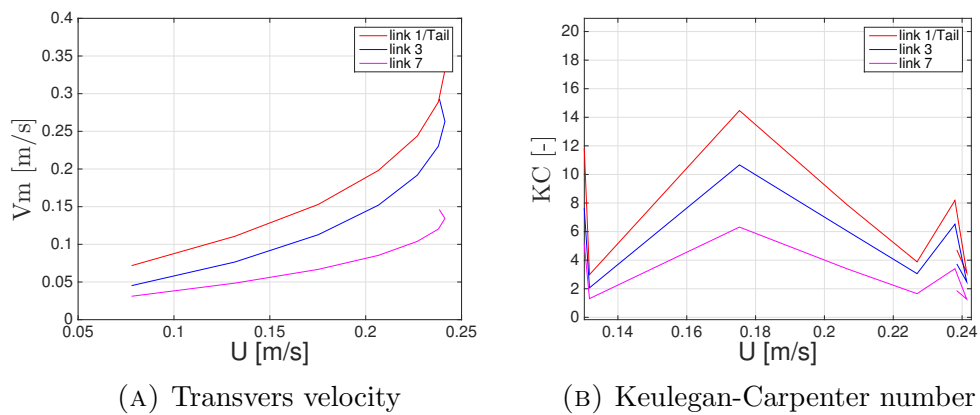 0.4
0.35
0.3
0.25
0.2
0.15
0.1
0.05
0
0.05
0.1
0.15
0.2
0.25
Vm [m/s]
U [m/s]
link 1/Tail
link 3
link 7
(A) Transvers velocity
20
18
16
14
12
10
8
6
4
2
0
0.14
0.16
0.18
0.2
0.22
0.24
KC [-]
U [m/s]
link 1/Tail
link 3
link 7
(B) Keulegan-Carpenter number